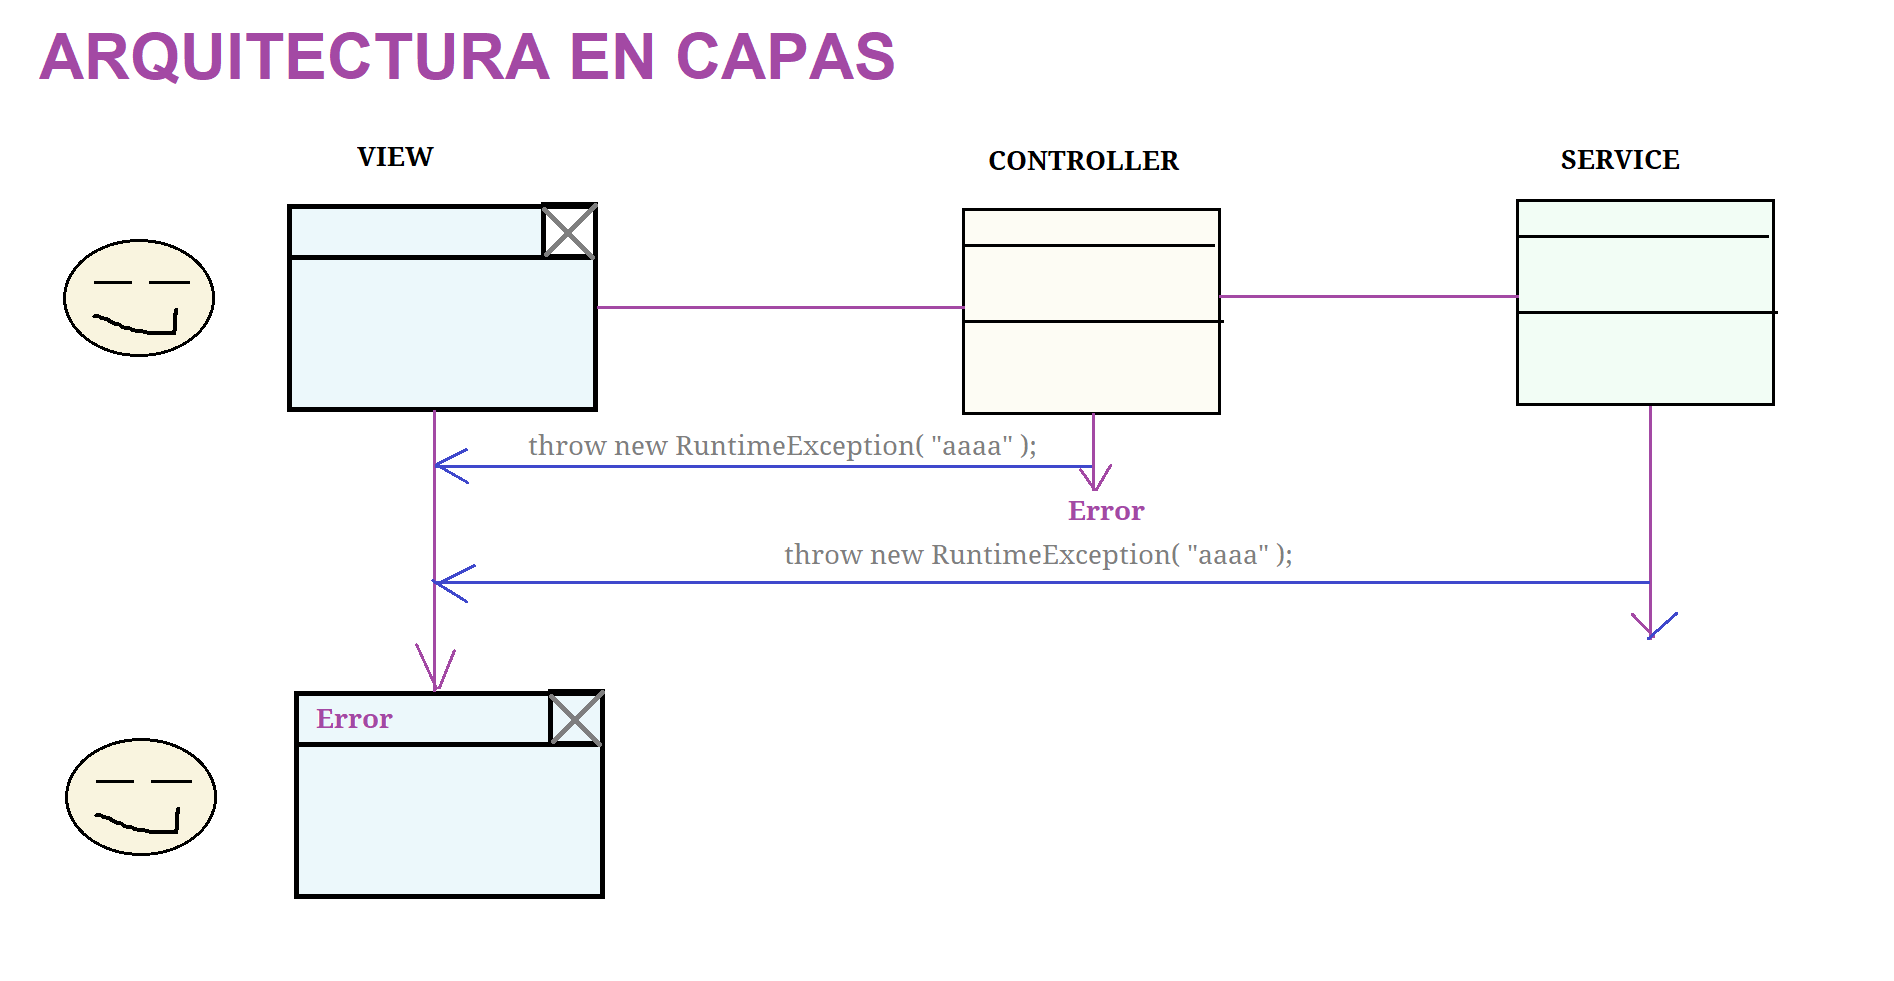 ARQUITECTURA EN CAPAS
VIEW
CONTROLLER
SERVICE
throw new RuntimeException( "aaaa" );
Error
throw new RuntimeException( "aaaa" );
Error